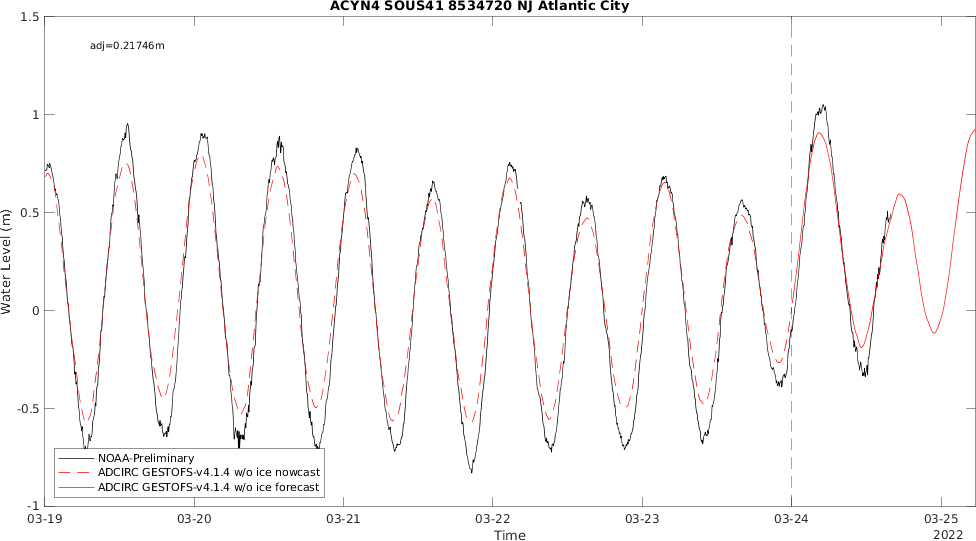 ACYN4 SOUS41 8534720 NJ Atlantic City
1.5
adj=0.21746m
1
0.5
0
-0.5
-1
Water Level (m)
NOAA-Preliminary
ADCIRC GESTOFS-v4.1.4 w/o ice nowcast
ADCIRC GESTOFS-v4.1.4 w/o ice forecast
03-19 03-20 03-21 03-22 03-23 03-24 03-25
Time
2022